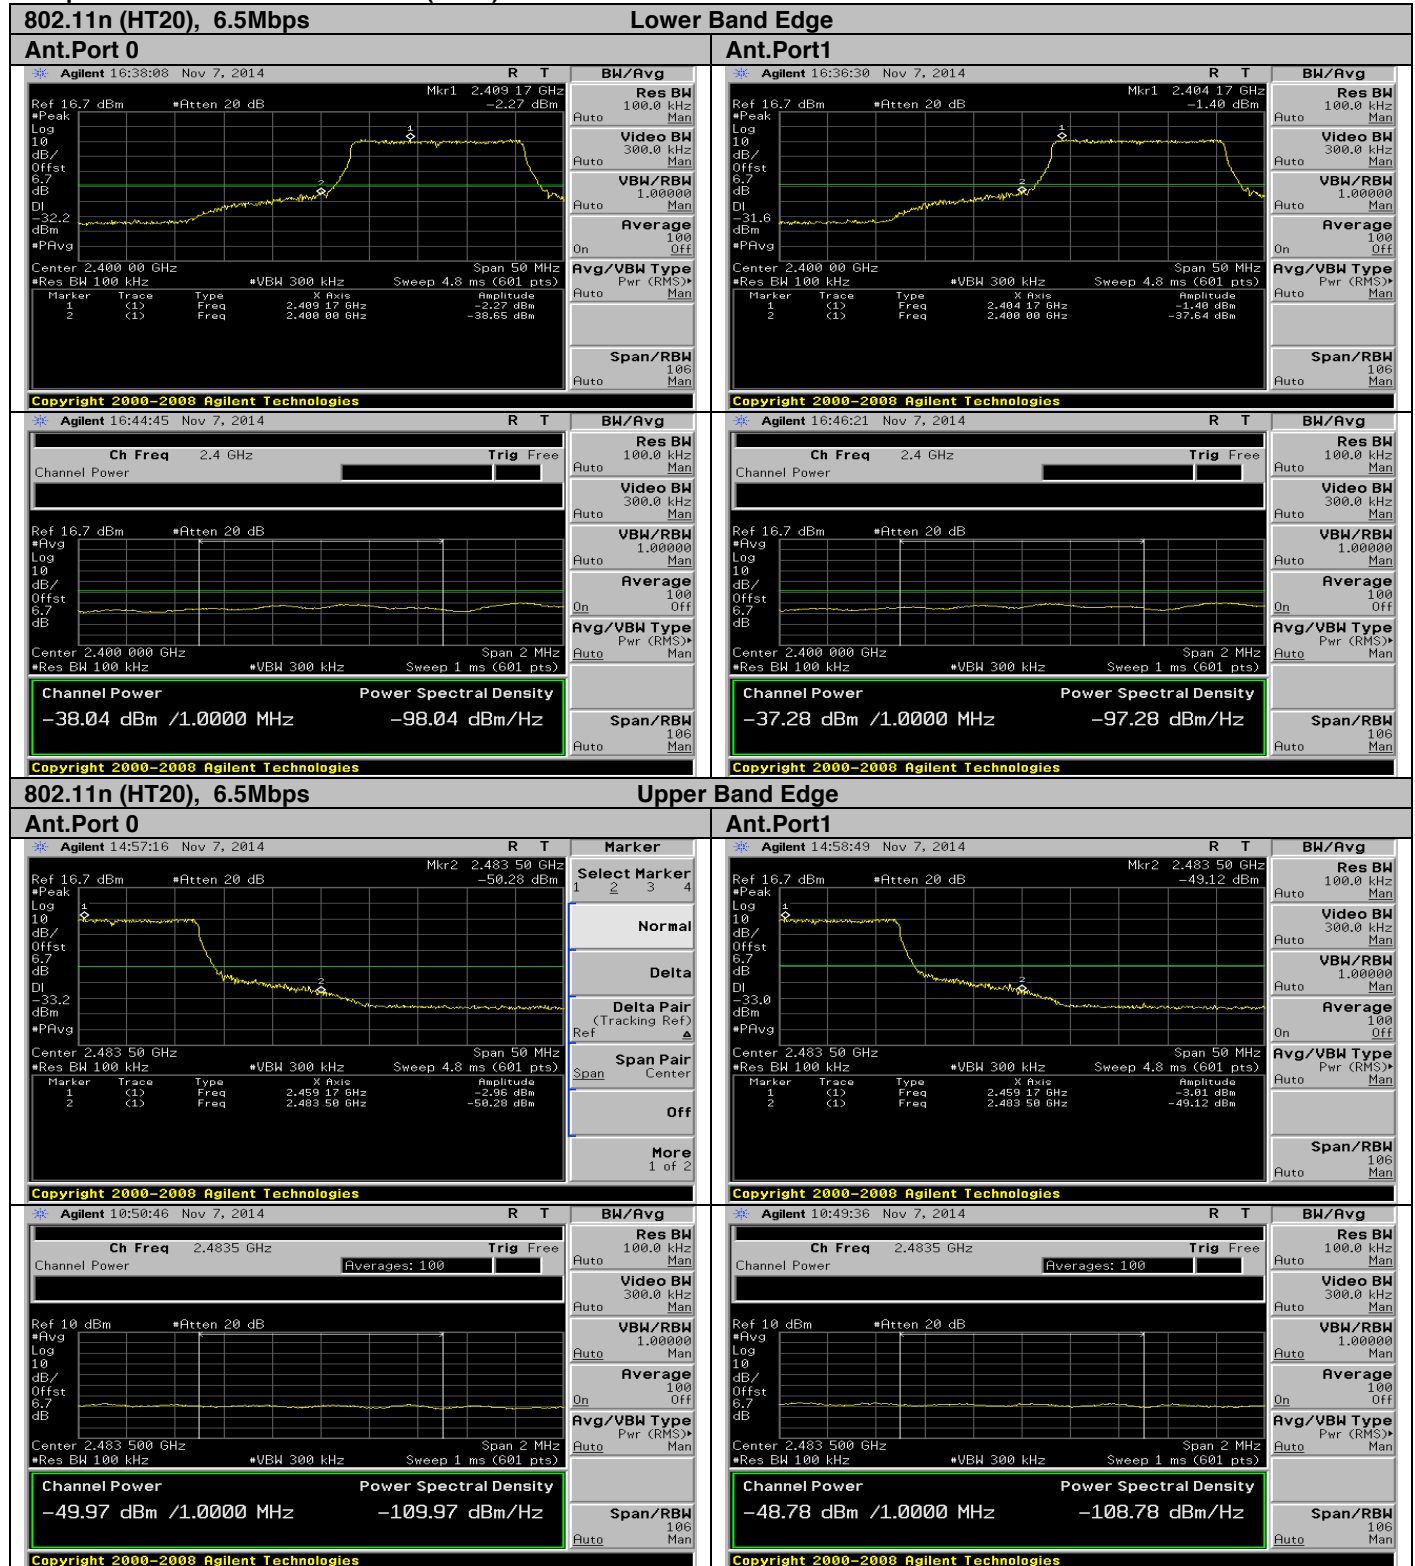 802.11n (HT20), 6.5Mbps Lower Band Edge
Ant.Port 0 Ant.Port1
Agilent 16:38:08 Nov 7, 2014 R T BW/Avg
Mkr1 2.409 17 GHz
Ref 16.7 dBm #Atten 20 dB -2.27 dBm
#Peak
Log
10
dB/
Offst
6.7
dB
DI
-32.2
dBm
#PAvg
1
2
Center 2.400 00 GHz Span 50 MHz
#Res BW 100 kHz #VBW 300 kHz Sweep 4.8 ms (601 pts)
Marker Trace Type X Axis Amplitude
1 (1) Freq 2.409 17 GHz -2.27 dBm
2 (1) Freq 2.400 00 GHz -38.65 dBm
Res BW
100.0 kHz
Auto Man
Video BW
300.0 kHz
Auto Man
VBW/RBW
1.00000
Auto Man
Average
100
On Off
Avg/VBW Type
Pwr (RMS)▸
Auto Man
Span/RBW
106
Auto Man
Copyright 2000-2008 Agilent Technologies
Agilent 16:36:30 Nov 7, 2014 R T BW/Avg
Mkr1 2.404 17 GHz
Ref 16.7 dBm #Atten 20 dB -1.40 dBm
#Peak
Log
10
dB/
Offst
6.7
dB
DI
-31.6
dBm
#PAvg
1
2
Center 2.400 00 GHz Span 50 MHz
#Res BW 100 kHz #VBW 300 kHz Sweep 4.8 ms (601 pts)
Marker Trace Type X Axis Amplitude
1 (1) Freq 2.404 17 GHz -1.40 dBm
2 (1) Freq 2.400 00 GHz -37.64 dBm
Res BW
100.0 kHz
Auto Man
Video BW
300.0 kHz
Auto Man
VBW/RBW
1.00000
Auto Man
Average
100
On Off
Avg/VBW Type
Pwr (RMS)▸
Auto Man
Span/RBW
106
Auto Man
Copyright 2000-2008 Agilent Technologies
Agilent 16:44:45 Nov 7, 2014 R T BW/Avg
Ch Freq 2.4 GHz Trig Free
Channel Power
Ref 16.7 dBm #Atten 20 dB
#Avg
Log
10
dB/
Offst
6.7
dB
Center 2.400 000 GHz Span 2 MHz
#Res BW 100 kHz #VBW 300 kHz Sweep 1 ms (601 pts)
Channel Power Power Spectral Density
-38.04 dBm /1.0000 MHz -98.04 dBm/Hz
Res BW
100.0 kHz
Auto Man
Video BW
300.0 kHz
Auto Man
VBW/RBW
1.00000
Auto Man
Average
100
On Off
Avg/VBW Type
Pwr (RMS)▸
Auto Man
Span/RBW
106
Auto Man
Copyright 2000-2008 Agilent Technologies
Agilent 16:46:21 Nov 7, 2014 R T BW/Avg
Ch Freq 2.4 GHz Trig Free
Channel Power
Ref 16.7 dBm #Atten 20 dB
#Avg
Log
10
dB/
Offst
6.7
dB
Center 2.400 000 GHz Span 2 MHz
#Res BW 100 kHz #VBW 300 kHz Sweep 1 ms (601 pts)
Channel Power Power Spectral Density
-37.28 dBm /1.0000 MHz -97.28 dBm/Hz
Res BW
100.0 kHz
Auto Man
Video BW
300.0 kHz
Auto Man
VBW/RBW
1.00000
Auto Man
Average
100
On Off
Avg/VBW Type
Pwr (RMS)▸
Auto Man
Span/RBW
106
Auto Man
Copyright 2000-2008 Agilent Technologies
802.11n (HT20), 6.5Mbps Upper Band Edge
Ant.Port 0 Ant.Port1
Agilent 14:57:16 Nov 7, 2014 R T Marker
Mkr2 2.483 50 GHz
Ref 16.7 dBm #Atten 20 dB -50.28 dBm
#Peak
Log
10
dB/
Offst
6.7
dB
DI
-33.2
dBm
#PAvg
1
2
Center 2.483 50 GHz Span 50 MHz
#Res BW 100 kHz #VBW 300 kHz Sweep 4.8 ms (601 pts)
Marker Trace Type X Axis Amplitude
1 (1) Freq 2.459 17 GHz -2.96 dBm
2 (1) Freq 2.483 50 GHz -50.28 dBm
Select Marker
1 2 3 4
Normal
Delta
Delta Pair
(Tracking Ref)
Ref ▲
Span Pair
Span Center
Off
More
1 of 2
Copyright 2000-2008 Agilent Technologies
Agilent 14:58:49 Nov 7, 2014 R T BW/Avg
Mkr2 2.483 50 GHz
Ref 16.7 dBm #Atten 20 dB -49.12 dBm
#Peak
Log
10
dB/
Offst
6.7
dB
DI
-33.0
dBm
#PAvg
1
2
Center 2.483 50 GHz Span 50 MHz
#Res BW 100 kHz #VBW 300 kHz Sweep 4.8 ms (601 pts)
Marker Trace Type X Axis Amplitude
1 (1) Freq 2.459 17 GHz -3.01 dBm
2 (1) Freq 2.483 50 GHz -49.12 dBm
Res BW
100.0 kHz
Auto Man
Video BW
300.0 kHz
Auto Man
VBW/RBW
1.00000
Auto Man
Average
100
On Off
Avg/VBW Type
Pwr (RMS)▸
Auto Man
Span/RBW
106
Auto Man
Copyright 2000-2008 Agilent Technologies
Agilent 10:50:46 Nov 7, 2014 R T BW/Avg
Ch Freq 2.4835 GHz Trig Free
Channel Power Averages: 100
Ref 10 dBm #Atten 20 dB
#Avg
Log
10
dB/
Offst
6.7
dB
Center 2.483 500 GHz Span 2 MHz
#Res BW 100 kHz #VBW 300 kHz Sweep 1 ms (601 pts)
Channel Power Power Spectral Density
-49.97 dBm /1.0000 MHz -109.97 dBm/Hz
Res BW
100.0 kHz
Auto Man
Video BW
300.0 kHz
Auto Man
VBW/RBW
1.00000
Auto Man
Average
100
On Off
Avg/VBW Type
Pwr (RMS)▸
Auto Man
Span/RBW
106
Auto Man
Copyright 2000-2008 Agilent Technologies
Agilent 10:49:36 Nov 7, 2014 R T BW/Avg
Ch Freq 2.4835 GHz Trig Free
Channel Power Averages: 100
Ref 10 dBm #Atten 20 dB
#Avg
Log
10
dB/
Offst
6.7
dB
Center 2.483 500 GHz Span 2 MHz
#Res BW 100 kHz #VBW 300 kHz Sweep 1 ms (601 pts)
Channel Power Power Spectral Density
-48.78 dBm /1.0000 MHz -108.78 dBm/Hz
Res BW
100.0 kHz
Auto Man
Video BW
300.0 kHz
Auto Man
VBW/RBW
1.00000
Auto Man
Average
100
On Off
Avg/VBW Type
Pwr (RMS)▸
Auto Man
Span/RBW
106
Auto Man
Copyright 2000-2008 Agilent Technologies